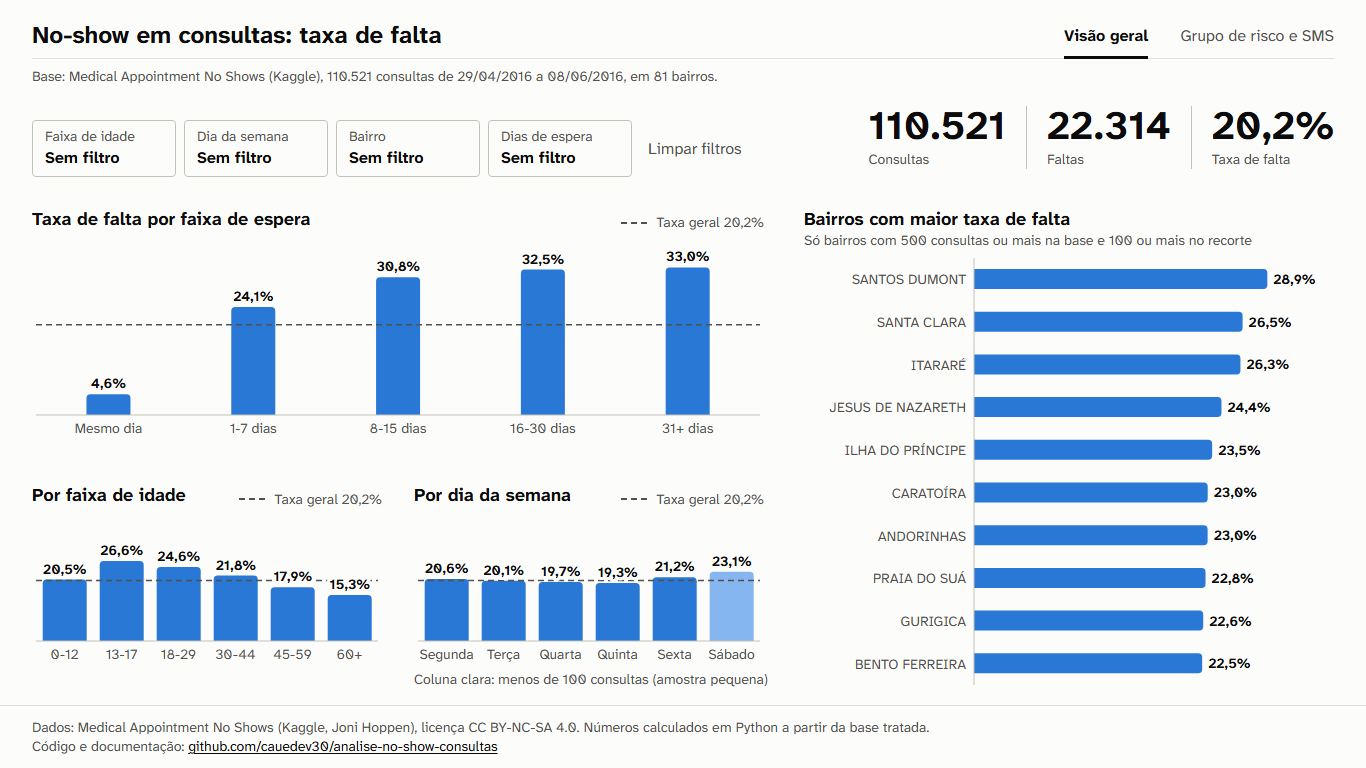 No-show em consultas: taxa de falta
Visão geral
Grupo de risco e SMS
Base: Medical Appointment No Shows (Kaggle), 110.521 consultas de 29/04/2016 a 08/06/2016, em 81 bairros.
Faixa de idade
Sem filtro
Dia da semana
Sem filtro
Bairro
Sem filtro
Dias de espera
Sem filtro
Limpar filtros
110.521
Consultas
22.314
Faltas
20,2%
Taxa de falta
Taxa de falta por faixa de espera
Taxa geral 20,2%
4,6%
24,1%
30,8%
32,5%
33,0%
Mesmo dia
1-7 dias
8-15 dias
16-30 dias
31+ dias
Por faixa de idade
Taxa geral 20,2%
20,5%
26,6%
24,6%
21,8%
17,9%
15,3%
0-12
13-17
18-29
30-44
45-59
60+
Por dia da semana
Taxa geral 20,2%
20,6%
20,1%
19,7%
19,3%
21,2%
23,1%
Segunda
Terça
Quarta
Quinta
Sexta
Sábado
Coluna clara: menos de 100 consultas (amostra pequena)
Bairros com maior taxa de falta
Só bairros com 500 consultas ou mais na base e 100 ou mais no recorte
SANTOS DUMONT 28,9%
SANTA CLARA 26,5%
ITARARÉ 26,3%
JESUS DE NAZARETH 24,4%
ILHA DO PRÍNCIPE 23,5%
CARATOÍRA 23,0%
ANDORINHAS 23,0%
PRAIA DO SUÁ 22,8%
GURIGICA 22,6%
BENTO FERREIRA 22,5%
Dados: Medical Appointment No Shows (Kaggle, Joni Hoppen), licença CC BY-NC-SA 4.0. Números calculados em Python a partir da base tratada.
Código e documentação: github.com/cauedev30/analise-no-show-consultas